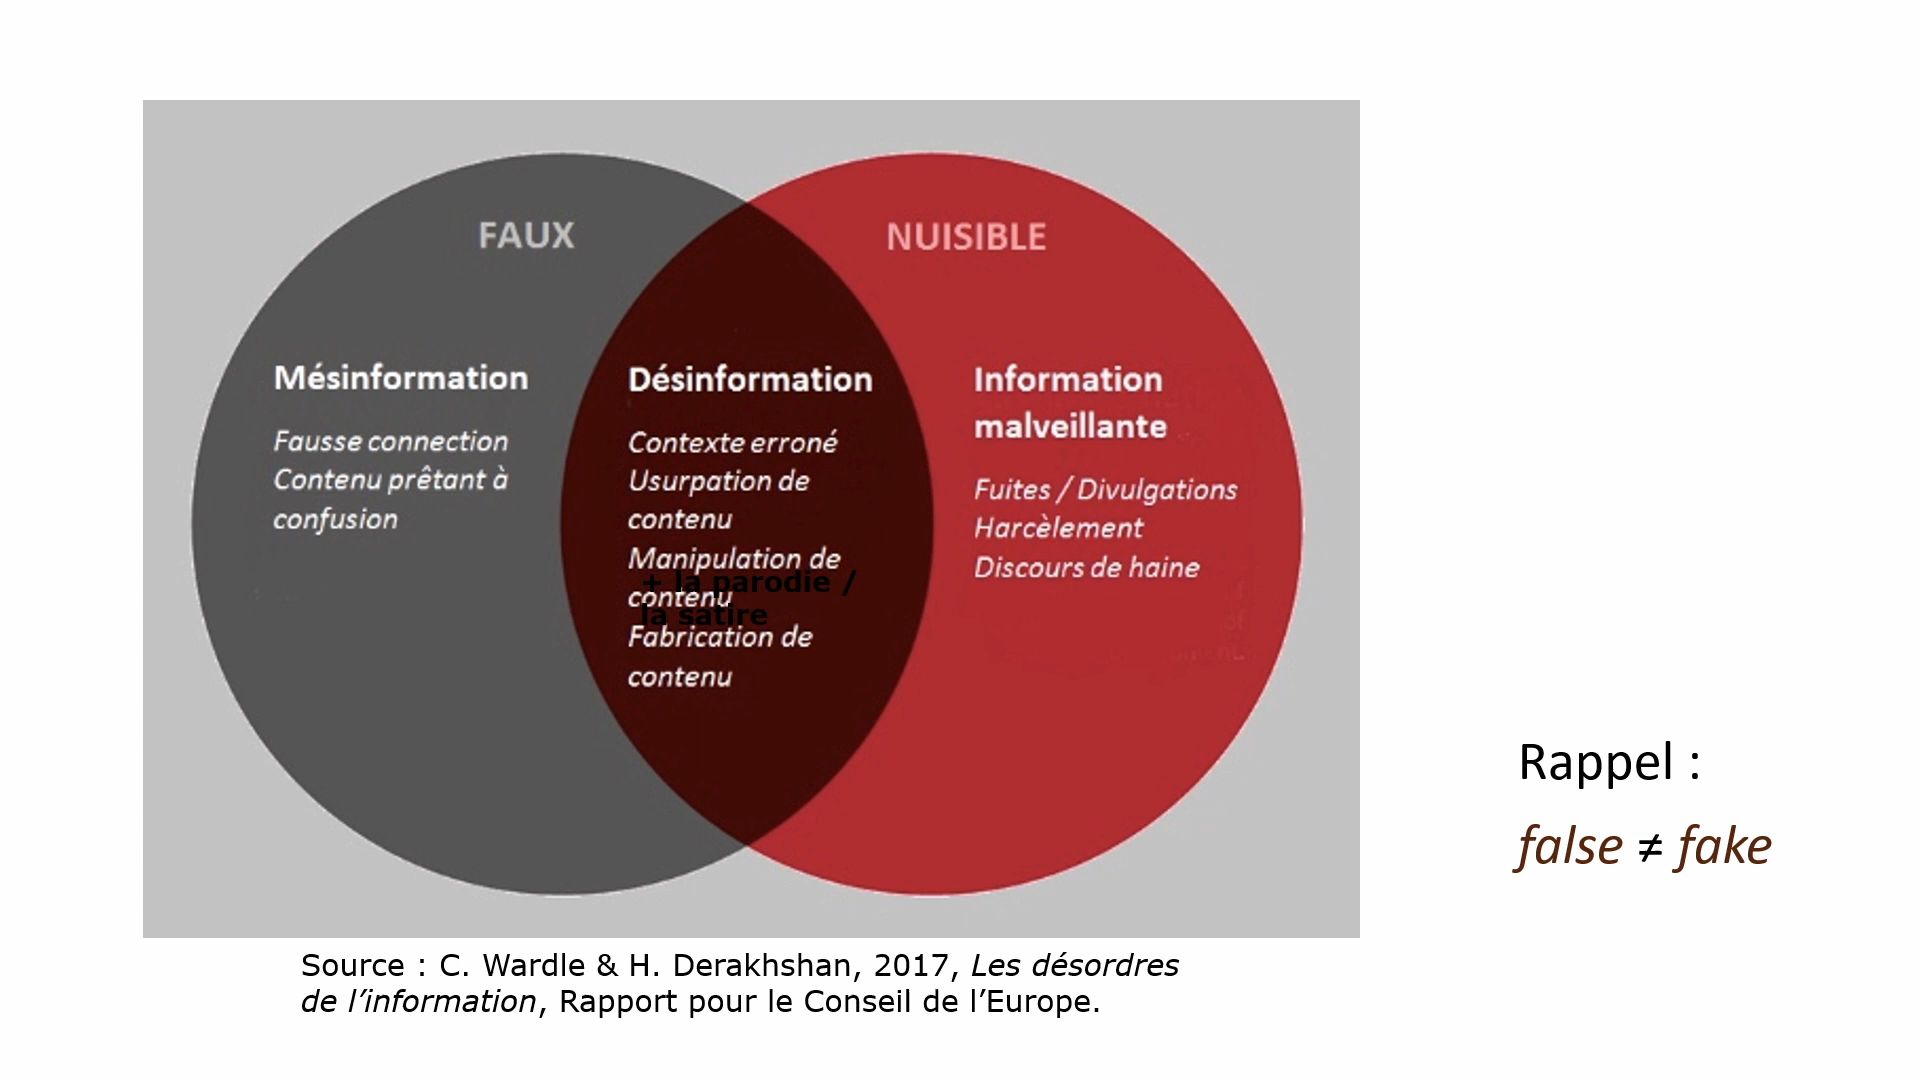 FAUX
NUISIBLE
Mésinformation
Fausse connection
Contenu prêtant à
confusion
Désinformation
Contexte erroné
Usurpation de
contenu
Manipulation de
contenu
Fabrication de
contenu
+ la parodie /
la satire
Information
malveillante
Fuites / Divulgations
Harcèlement
Discours de haine
Rappel :
false ≠ fake
Source : C. Wardle & H. Derakhshan, 2017, Les désordres
de l’information, Rapport pour le Conseil de l’Europe.